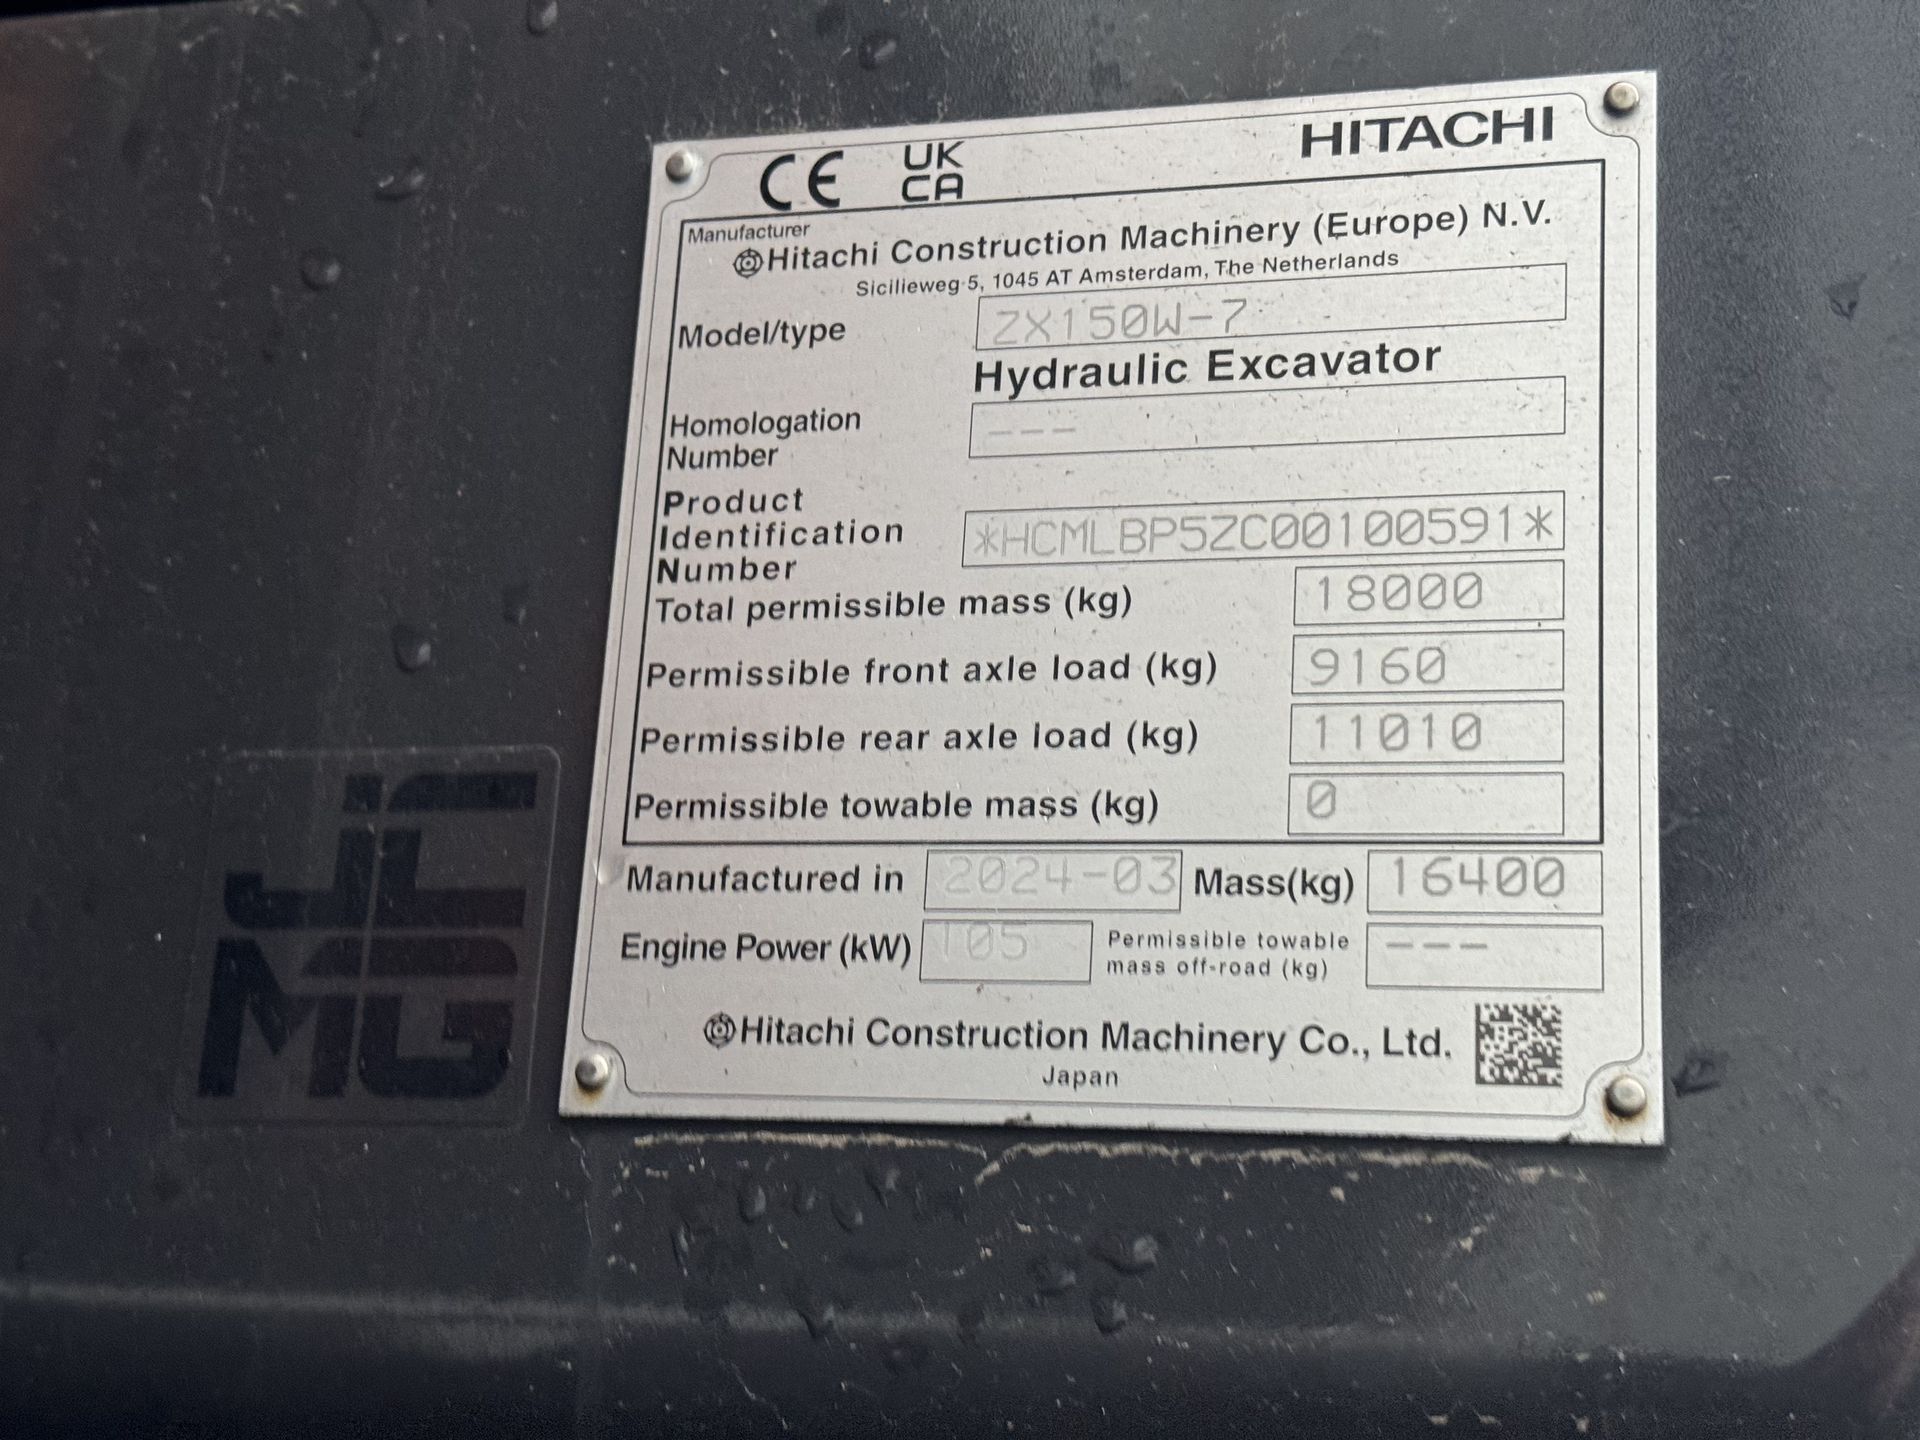 CE UK CA HITACHI
Manufacturer
Hitachi Construction Machinery (Europe) N.V.
Sicilieweg 5, 1045 AT Amsterdam, The Netherlands
Model/type ZX150W-7
Hydraulic Excavator
Homologation Number ---
Product Identification Number *HCMLBP5ZC00100591*
Total permissible mass (kg) 18000
Permissible front axle load (kg) 9160
Permissible rear axle load (kg) 11010
Permissible towable mass (kg) 0
Manufactured in 2024-03 Mass(kg) 16400
Engine Power (kW) 105 Permissible towable mass off-road (kg) ---
Hitachi Construction Machinery Co., Ltd.
Japan